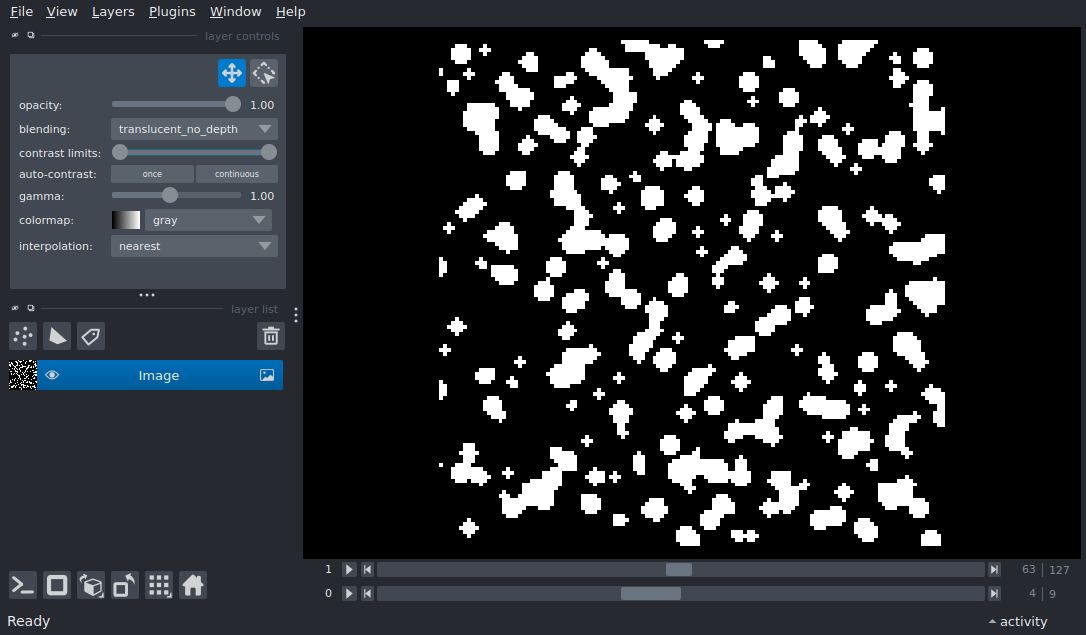 File View Layers Plugins Window Help
layer controls
opacity: 1.00
blending: translucent_no_depth
contrast limits:
auto-contrast: once continuous
gamma: 1.00
colormap: gray
interpolation: nearest
layer list
Image
1 63 127
0 4 9
Ready activity